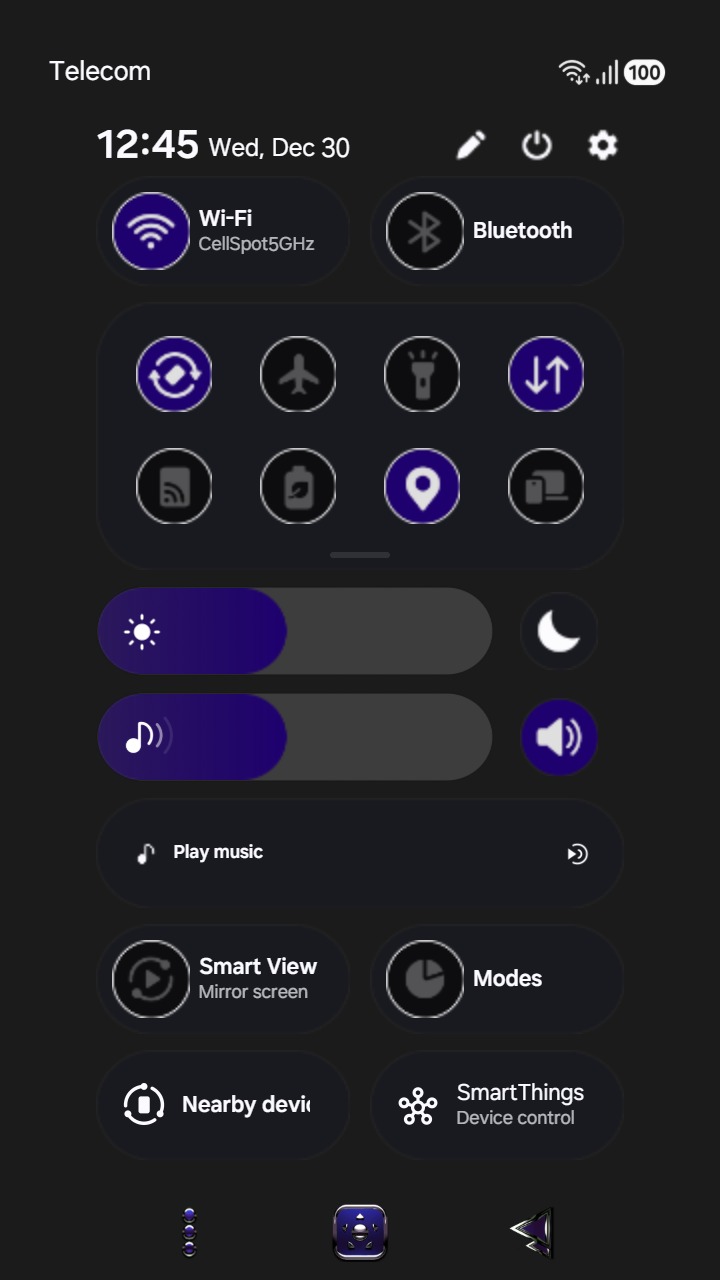 Telecom
100
12:45 Wed, Dec 30
Wi-Fi
CellSpot5GHz
Bluetooth
Play music
Smart View
Mirror screen
Modes
Nearby devi
SmartThings
Device control